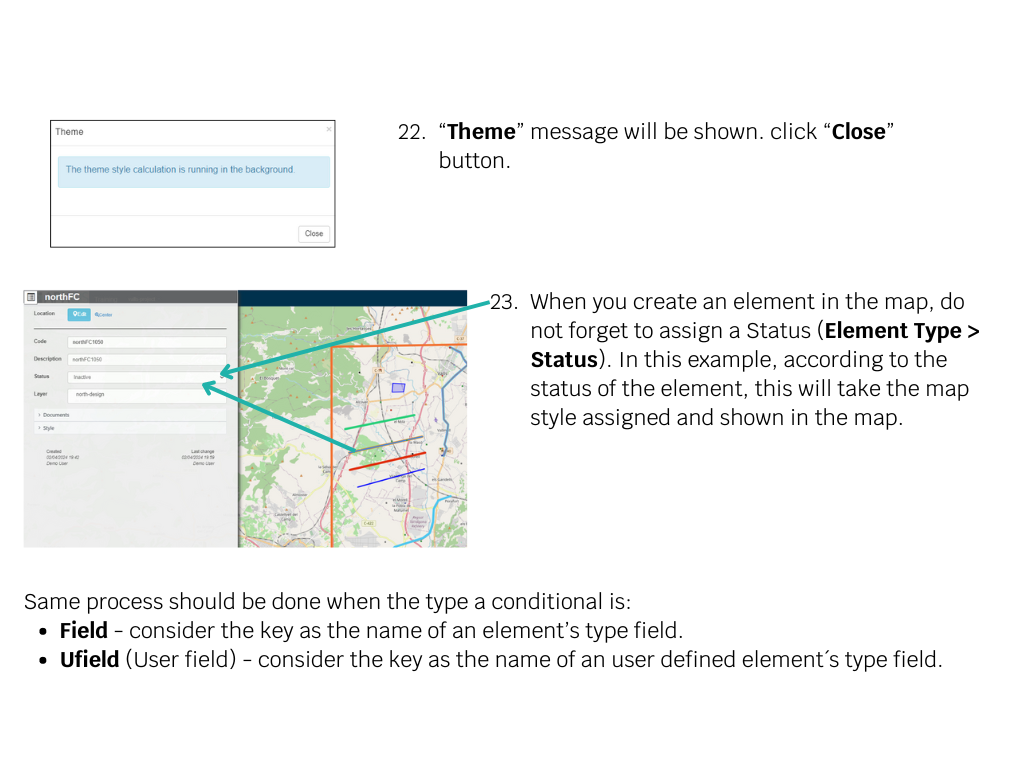 Theme
×
The theme style calculation is running in the background.
Close
22. “Theme” message will be shown. click “Close”
button.
northFC
Location
Edit
Code
northFC1050
Description
northFC1050
Status
Inactive
Layer
north-design
› Documents
› Style
Created
Last change
02/04/2024 19:42
02/04/2024 19:59
Demo User
Demo User
23. When you create an element in the map, do
not forget to assign a Status (Element Type >
Status). In this example, according to the
status of the element, this will take the map
style assigned and shown in the map.
Same process should be done when the type a conditional is:
• Field - consider the key as the name of an element’s type field.
• Ufield (User field) - consider the key as the name of an user defined element´s type field.